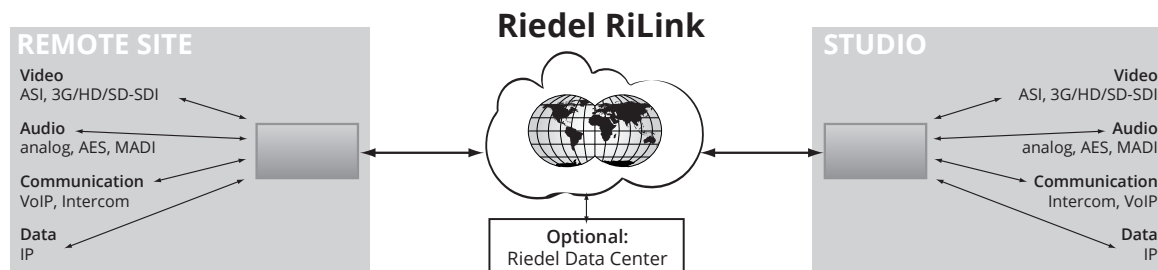 Riedel RiLink
REMOTE SITE
Video
ASI, 3G/HD/SD-SDI
Audio
analog, AES, MADI
Communication
VoIP, Intercom
Data
IP
Optional:
Riedel Data Center
STUDIO
Video
ASI, 3G/HD/SD-SDI
Audio
analog, AES, MADI
Communication
Intercom, VoIP
Data
IP